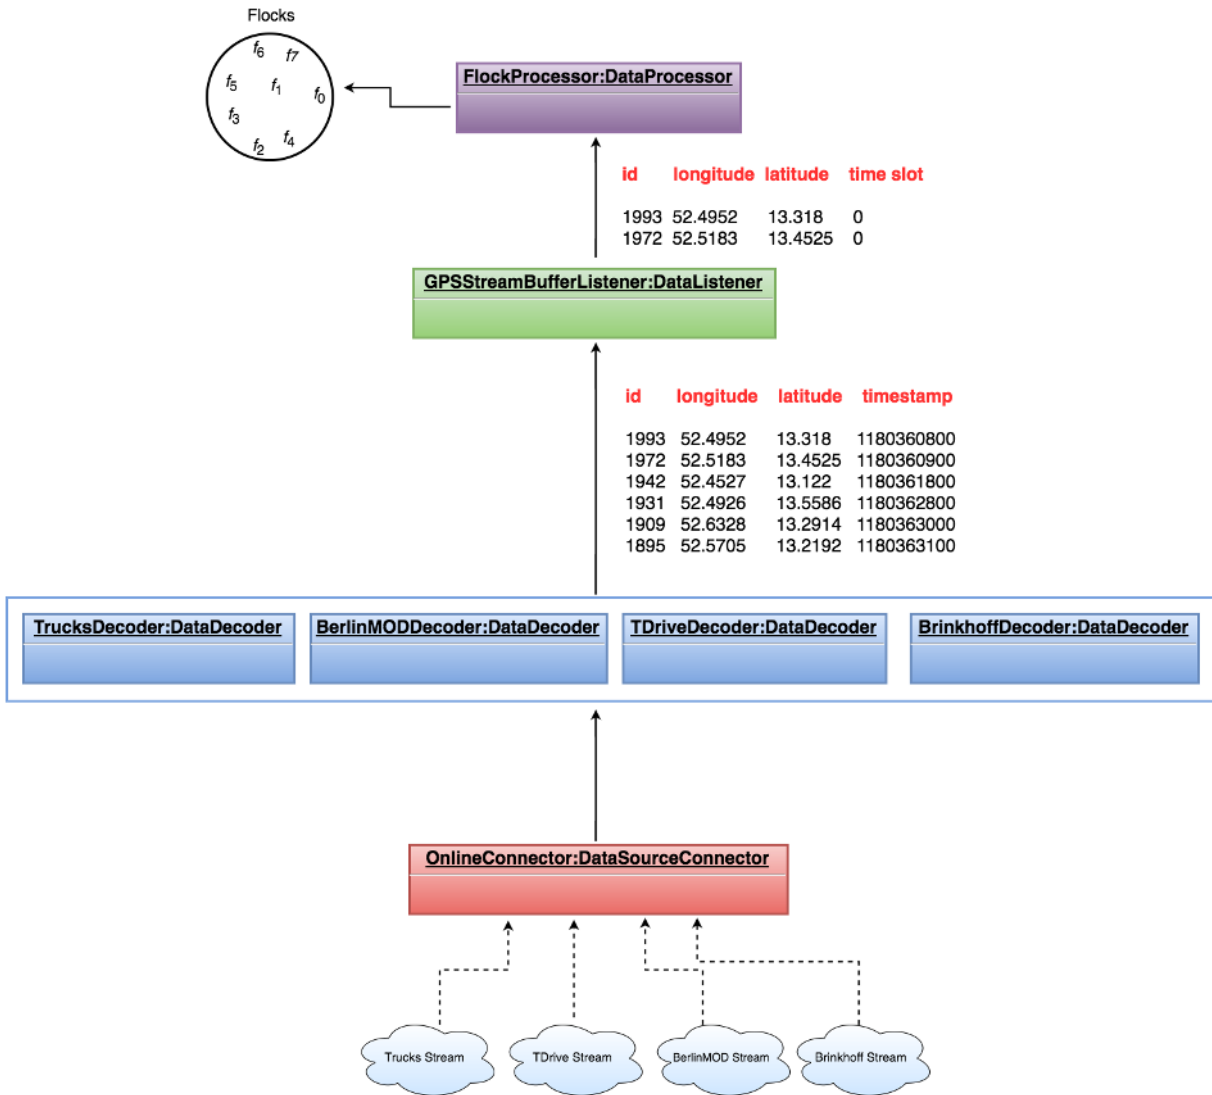 Flocks
f6 f7
f5 f1 f0
f3
f2 f4
FlockProcessor:DataProcessor
id longitude latitude time slot
1993 52.4952 13.318 0
1972 52.5183 13.4525 0
GPSStreamBufferListener:DataListener
id longitude latitude timestamp
1993 52.4952 13.318 1180360800
1972 52.5183 13.4525 1180360900
1942 52.4527 13.122 1180361800
1931 52.4926 13.5586 1180362800
1909 52.6328 13.2914 1180363000
1895 52.5705 13.2192 1180363100
TrucksDecoder:DataDecoder BerlinMODDecoder:DataDecoder TDriveDecoder:DataDecoder BrinkhoffDecoder:DataDecoder
OnlineConnector:DataSourceConnector
Trucks Stream TDrive Stream BerlinMOD Stream Brinkhoff Stream